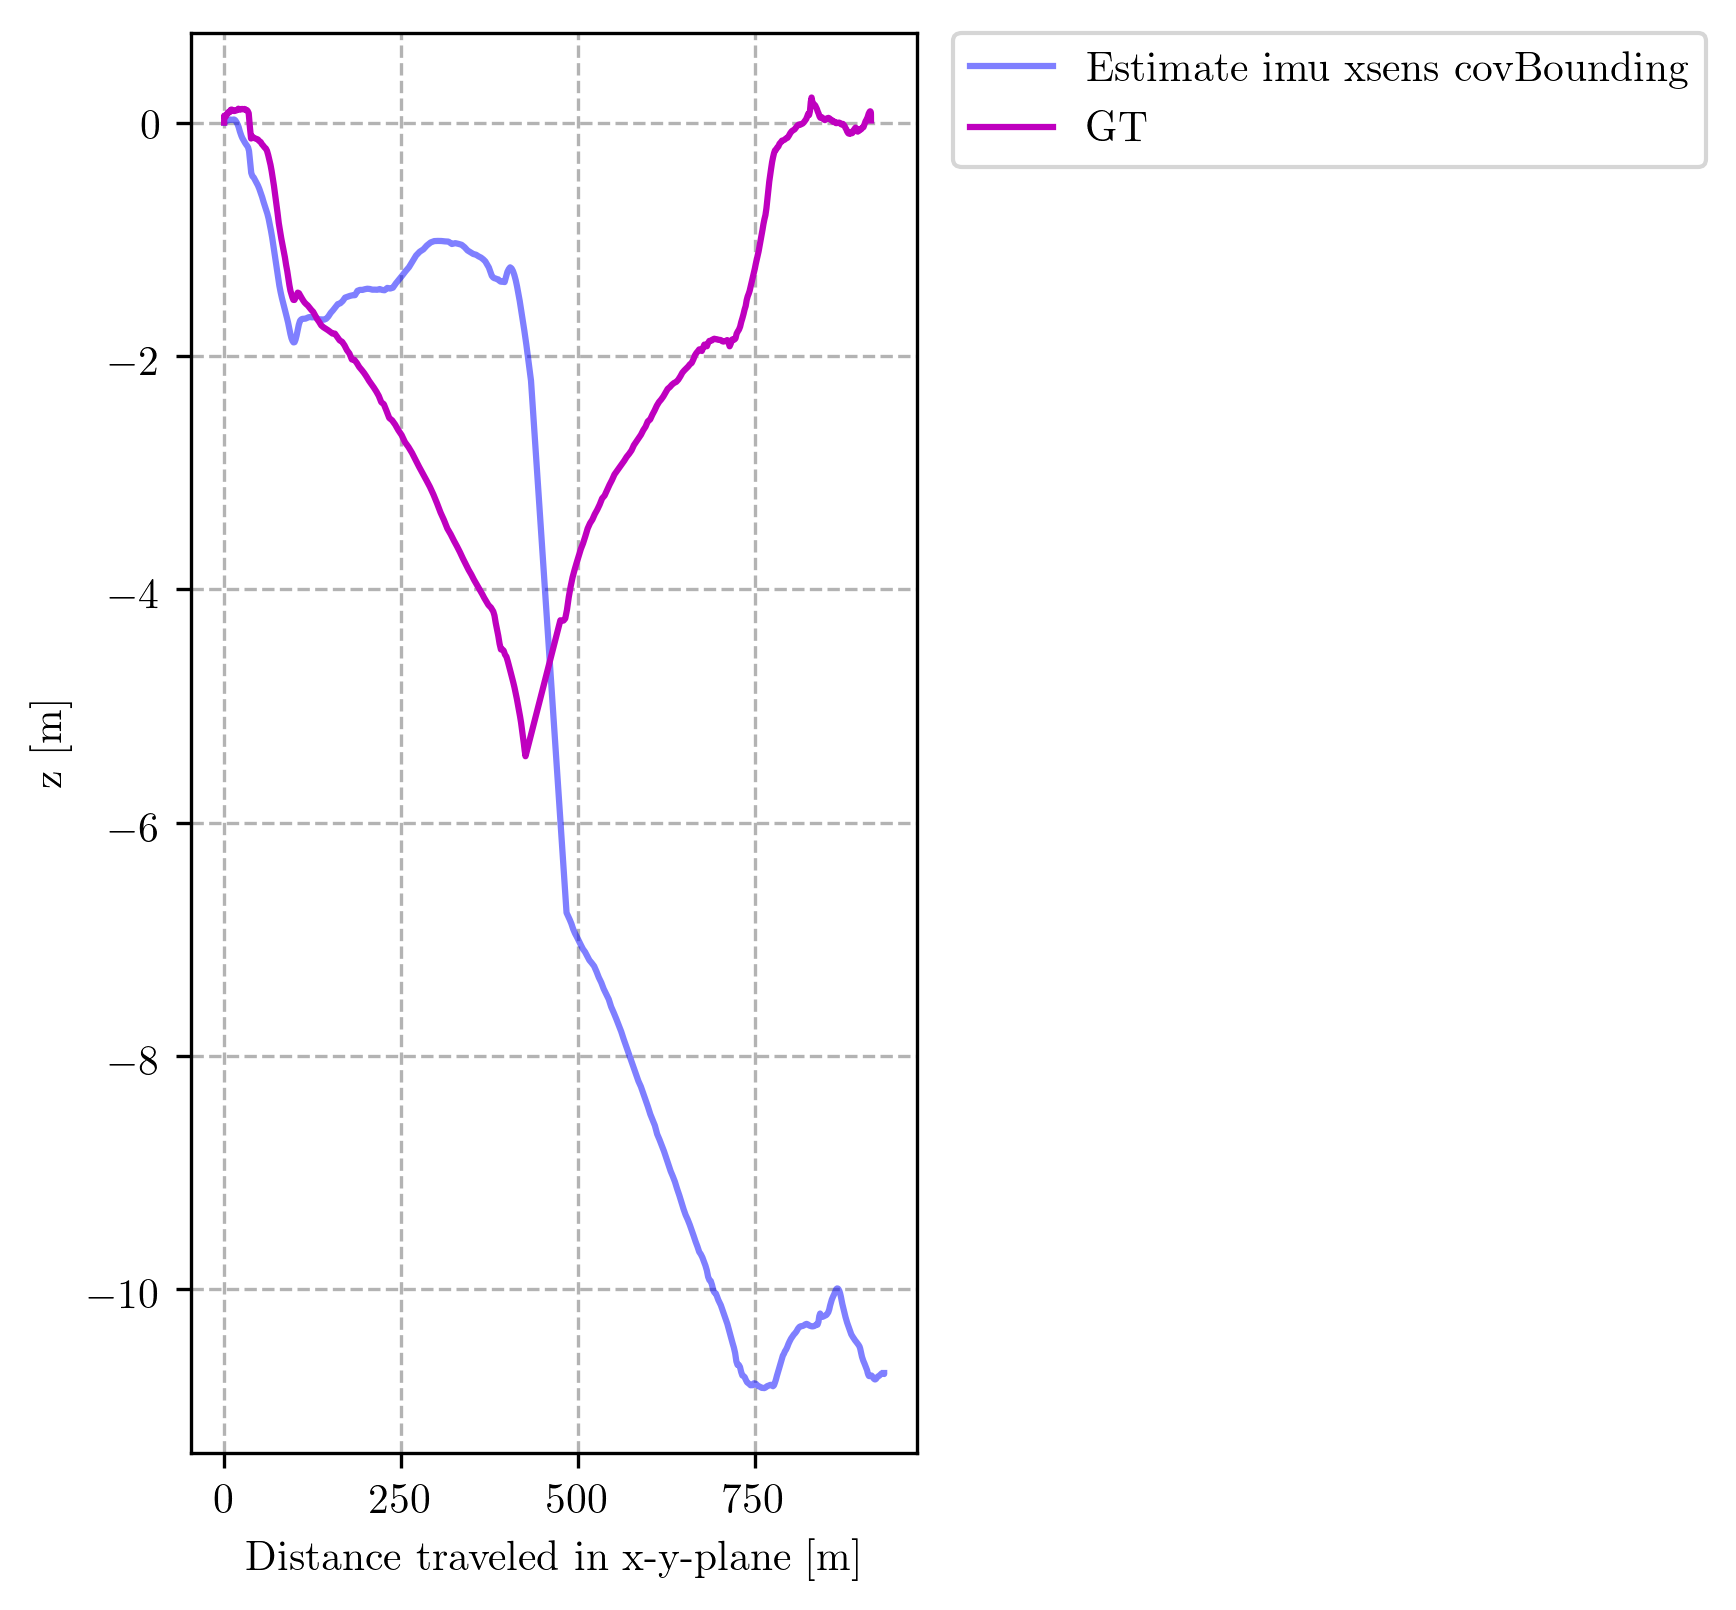 Estimate imu xsens covBounding
GT
0
−2
−4
−6
−8
−10
z [m]
0 250 500 750
Distance traveled in x-y-plane [m]